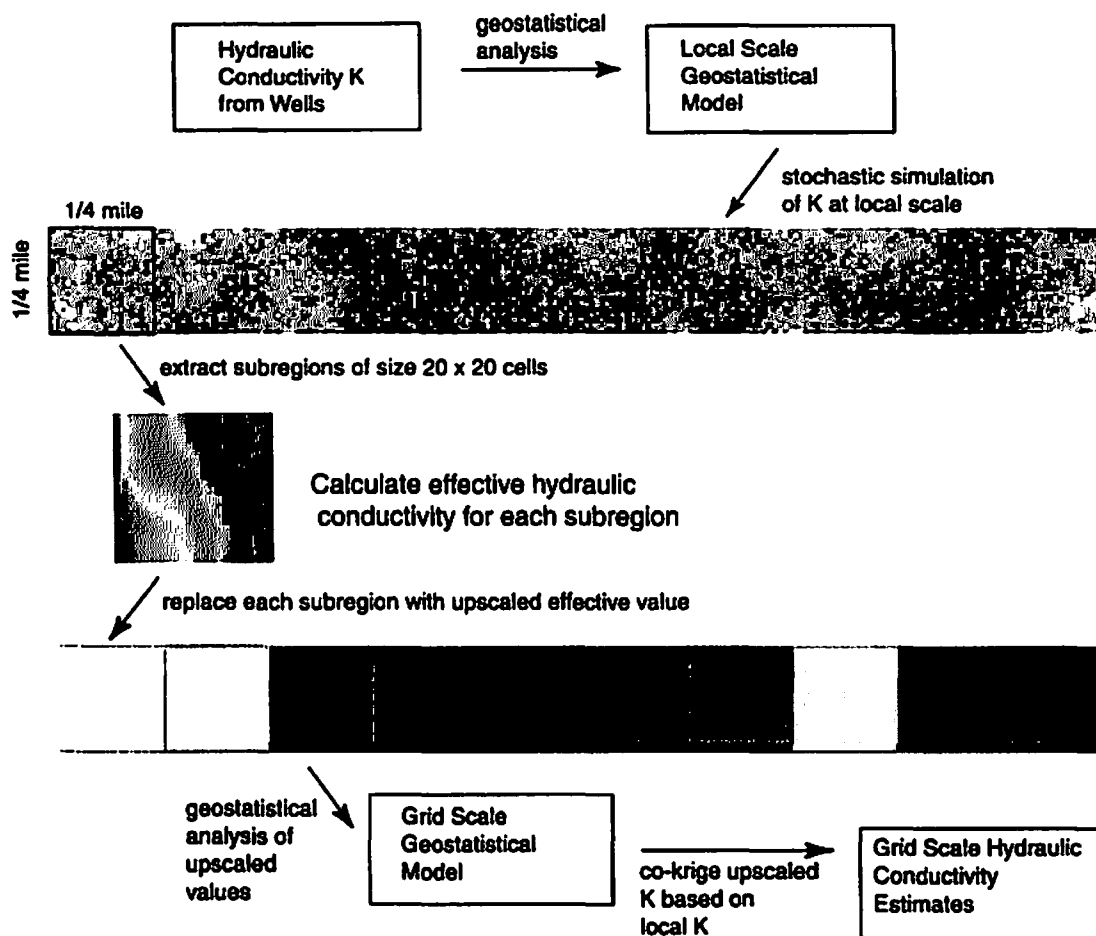 Hydraulic
Conductivity K
from Wells
geostatistical
analysis
Local Scale
Geostatistical
Model
stochastic simulation
of K at local scale
1/4 mile
1/4 mile
extract subregions of size 20 x 20 cells
Calculate effective hydraulic
conductivity for each subregion
replace each subregion with upscaled effective value
geostatistical
analysis of
upscaled
values
Grid Scale
Geostatistical
Model
co-krige upscaled
K based on
local K
Grid Scale Hydraulic
Conductivity
Estimates